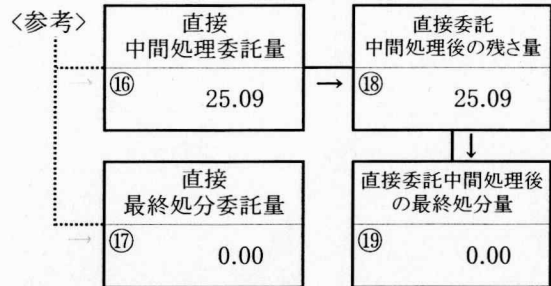 〈参考〉
直接
中間処理委託量
⑯
25.09
→
直接委託
中間処理後の残さ量
⑱
25.09
↓
直接
最終処分委託量
⑰
0.00
直接委託中間処理後
の最終処分量
⑲
0.00